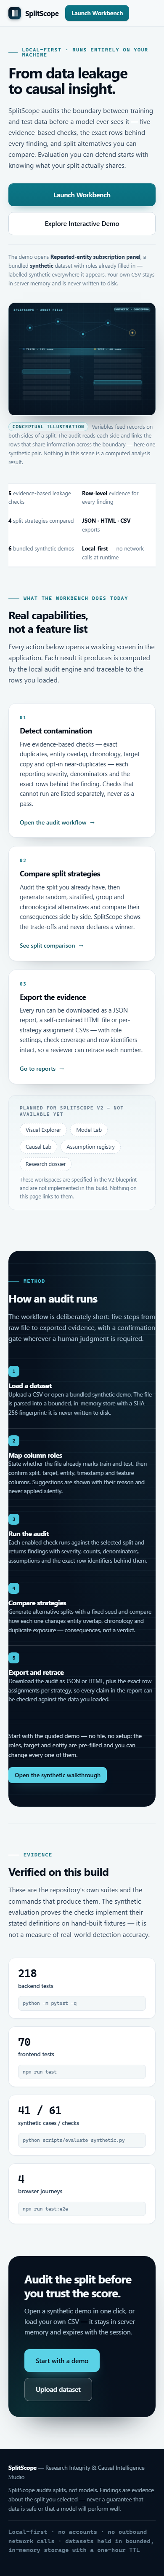 SplitScope
Launch Workbench
LOCAL-FIRST · RUNS ENTIRELY ON YOUR
MACHINE
From data leakage
to causal insight.
SplitScope audits the boundary between training
and test data before a model ever sees it — five
evidence-based checks, the exact rows behind
every finding, and split alternatives you can
compare. Evaluation you can defend starts with
knowing what your split actually shares.
Launch Workbench
Explore Interactive Demo
The demo opens Repeated-entity subscription panel, a
bundled synthetic dataset with roles already filled in —
labelled synthetic everywhere it appears. Your own CSV stays
in server memory and is never written to disk.
CONCEPTUAL ILLUSTRATION
Variables feed records on
both sides of a split. The audit reads each side and links the
rows that share information across the boundary — here one
synthetic pair. Nothing in this scene is a computed analysis
result.
5 evidence-based leakage
checks
Row-level evidence for
every finding
4 split strategies compared
JSON · HTML · CSV
exports
6 bundled synthetic demos
Local-first — no network
calls at runtime
WHAT THE WORKBENCH DOES TODAY
Real capabilities,
not a feature list
Every action below opens a working view in the
application. Each result it produces is computed
by the local audit engine and traceable to the
rows you loaded.
01
Detect contamination
Five evidence-based checks — exact
duplicates, entity overlap, chronology, target
copy and opt-in near-duplicates — each
reporting severity, denominators and the
exact rows behind the finding. Checks that
cannot run are listed separately, never as a
pass.
Open the audit workflow →
02
Compare split strategies
Audit the split you already have, then
generate random, stratified, group and
chronological alternatives and compare their
consequences side by side. SplitScope shows
the trade-offs and never declares a winner.
See split comparison →
03
Export the evidence
Every run can be downloaded as a JSON
report, a self-contained HTML file or per-
strategy assignment CSVs — with role
settings, check coverage and row identifiers
intact, so a reviewer can retrace each number.
Go to reports →
PLANNED FOR SPLITSCOPE V2 — NOT
AVAILABLE YET
Visual Explorer
Model Lab
Causal Lab
Assumption registry
Research dossier
These workspaces are specified in the V2 blueprint
and are not implemented in this build. Nothing on
this page links to them.
METHOD
How an audit runs
The workflow is deliberately short: five steps from
raw file to exported evidence, with a confirmation
gate wherever a human judgment is required.
1
Load a dataset
Upload a CSV or open a bundled synthetic demo. The file
is parsed into a bounded, in-memory store with a SHA-
256 fingerprint; it is never written to disk.
2
Map column roles
State whether the file already marks train and test, then
confirm split, target, entity, timestamp and feature
columns. Suggestions are shown with their reason and
never applied silently.
3
Run the audit
Each enabled check runs against the selected split and
returns findings with severity, counts, denominators,
assumptions and the exact row identifiers behind them.
4
Compare strategies
Generate alternative splits with a fixed seed and compare
how each one changes entity overlap, chronology and
duplicate exposure — consequences, not a verdict.
5
Export and retrace
Download the audit as JSON or HTML, plus the exact row
assignments per strategy, so every claim in the report can
be checked against the data you loaded.
Start with the guided demo — no file, no setup: the
roles, target and entity are pre-filled and you can
change every one of them.
Open the synthetic walkthrough
EVIDENCE
Verified on this build
These are the repository's own suites and the
commands that produce them. The synthetic
evaluation proves the checks implement their
stated definitions on hand-built fixtures — it is
not a measure of real-world detection accuracy.
218
backend tests
python -m pytest -q
70
frontend tests
npm run test
41 / 61
synthetic cases / checks
python scripts/evaluate_synthetic.py
4
browser journeys
npm run test:e2e
Audit the split before
you trust the score.
Open a synthetic demo in one click, or
load your own CSV — it stays in server
memory and expires with the session.
Start with a demo
Upload dataset
SplitScope — Research Integrity & Causal Intelligence
Studio
SplitScope audits splits, not models. Findings are evidence
about the split you selected — never a guarantee that
data is safe or that a model will perform well.
Local-first · no accounts · no outbound
network calls · datasets held in bounded,
in-memory storage with a one-hour TTL